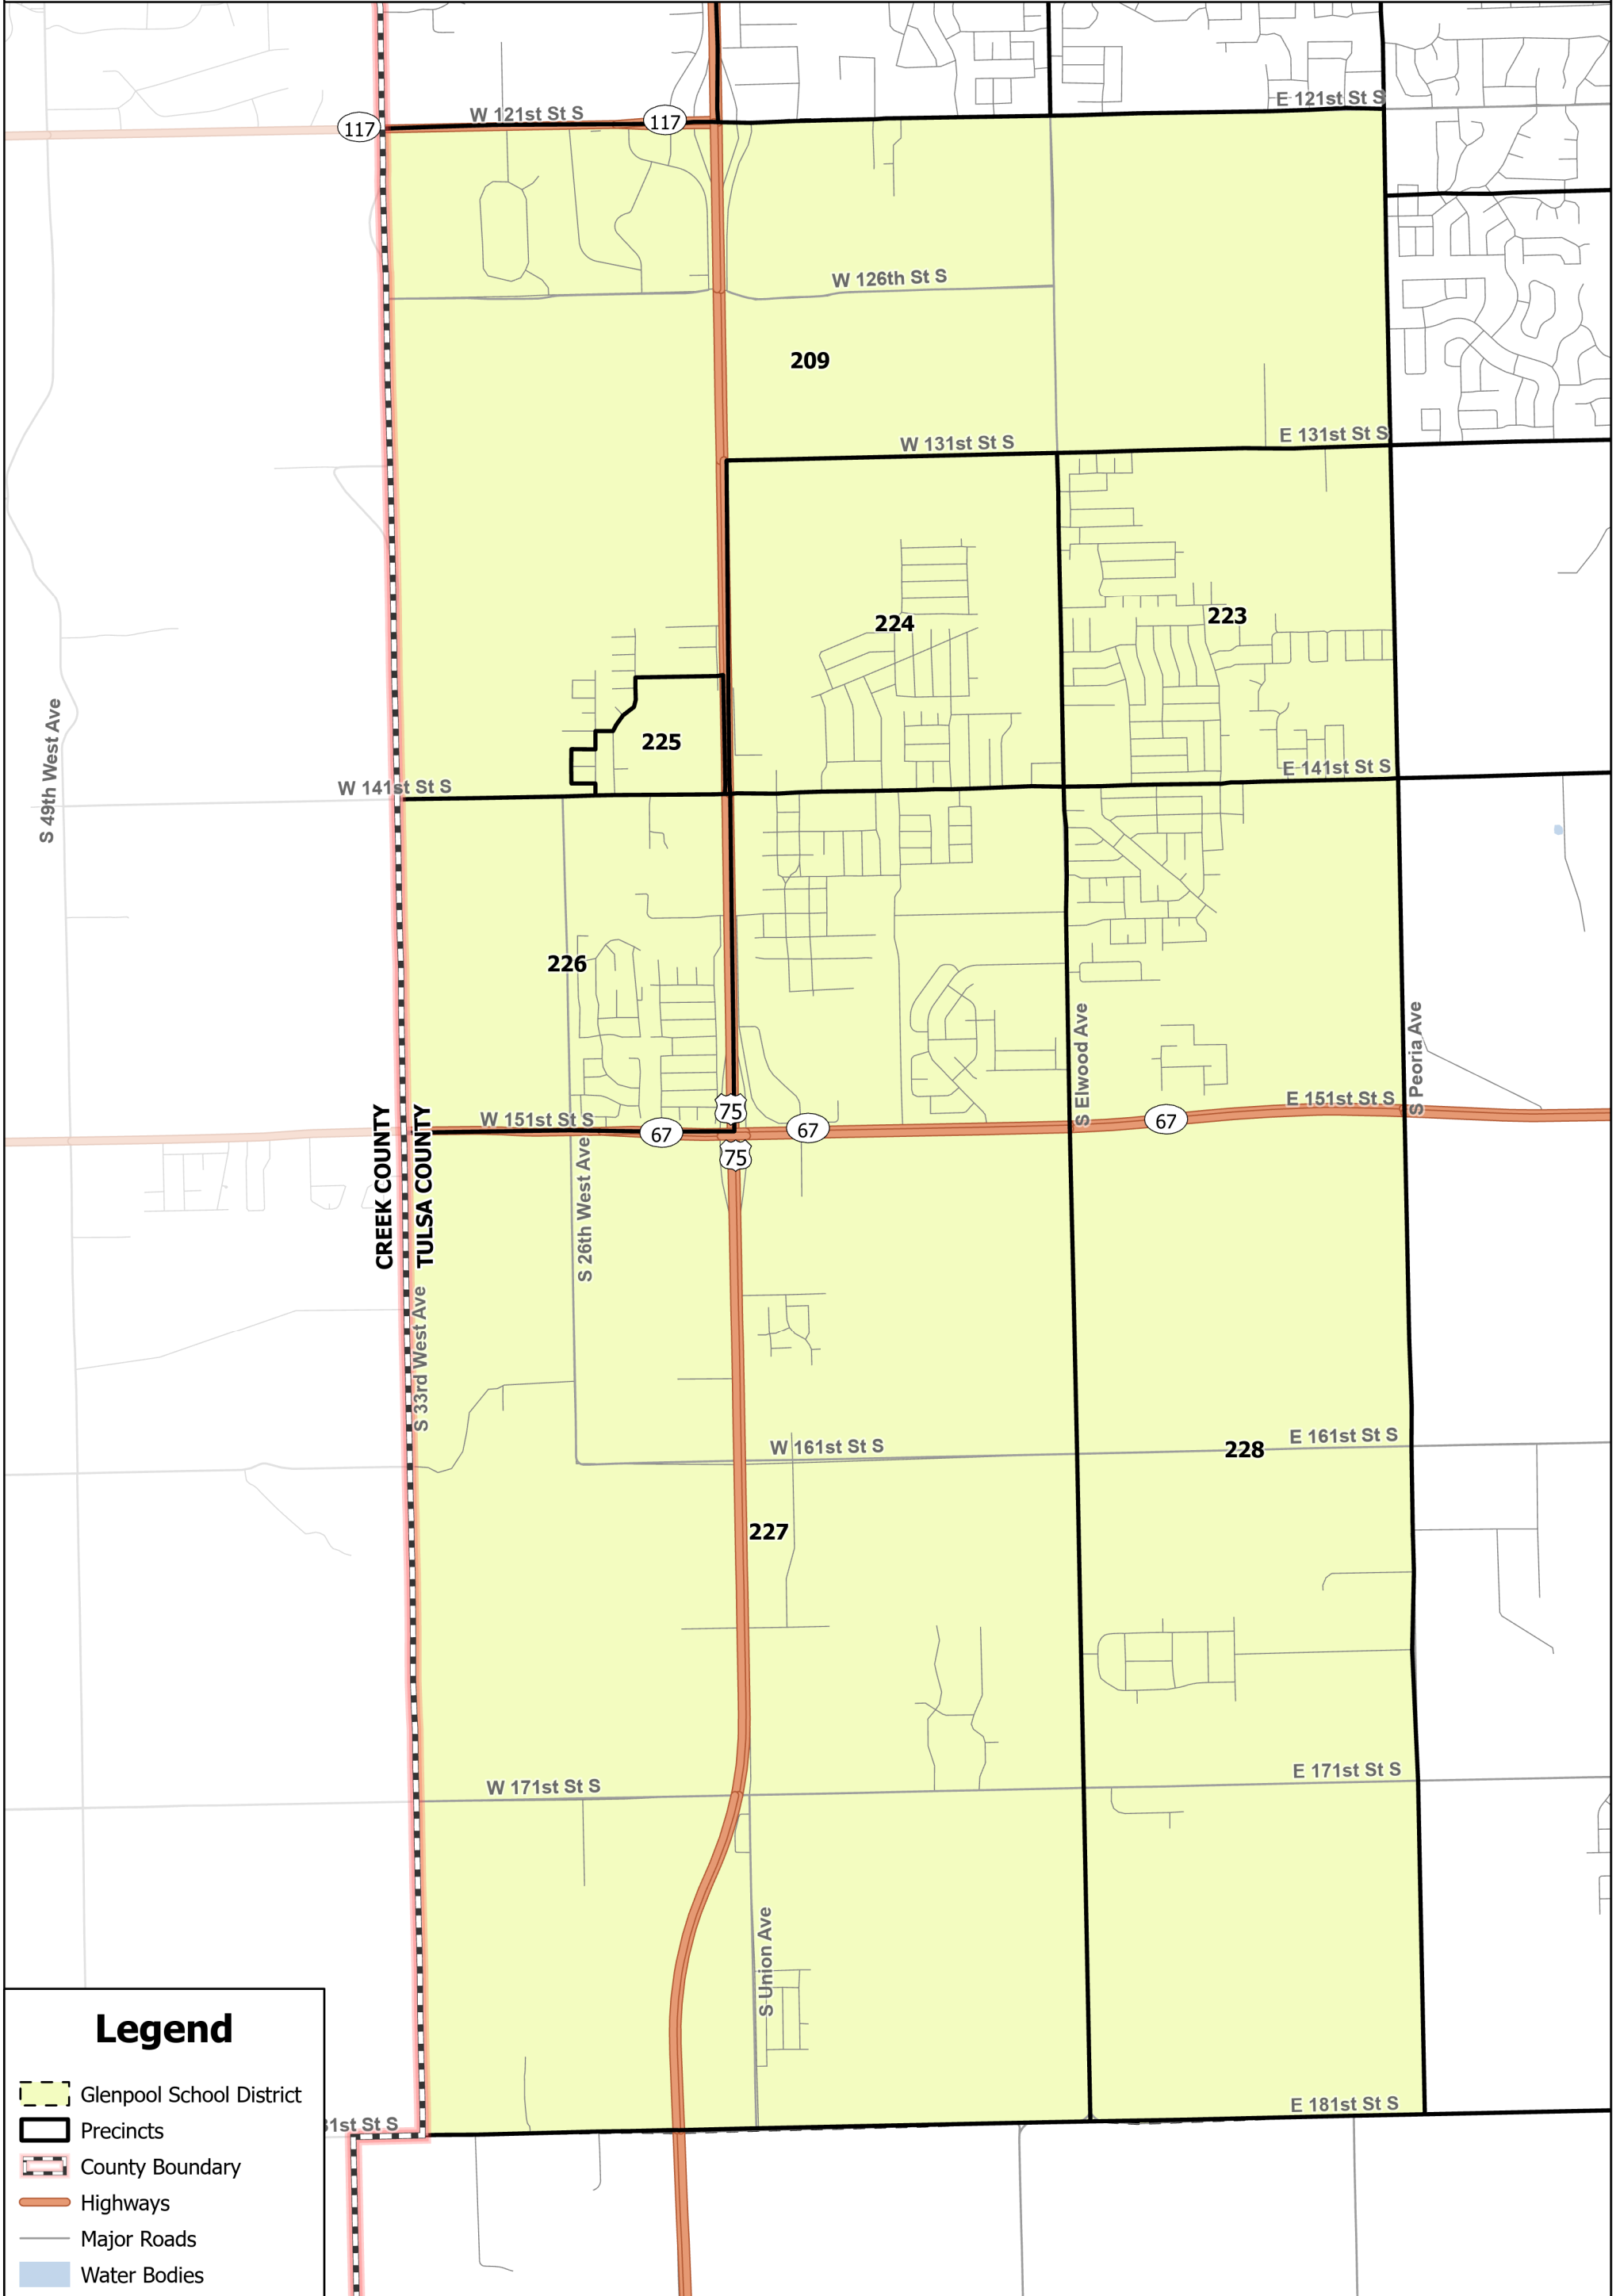 E 121st St S
W 121st St S
117
117
W 126th St S
209
E 131st St S
W 131st St S
223
224
S 49th West Ave
225
E 141st St S
W 141st St S
226
S Elwood Ave
S Peoria Ave
E 151st St S
75
W 151st St S
67
67
67
75
CREEK COUNTY
TULSA COUNTY
S 26th West Ave
S 33rd West Ave
E 161st St S
W 161st St S
228
227
E 171st St S
W 171st St S
S Union Ave
E 181st St S
31st St S
Legend
Glenpool School District
Precincts
County Boundary
Highways
Major Roads
Water Bodies